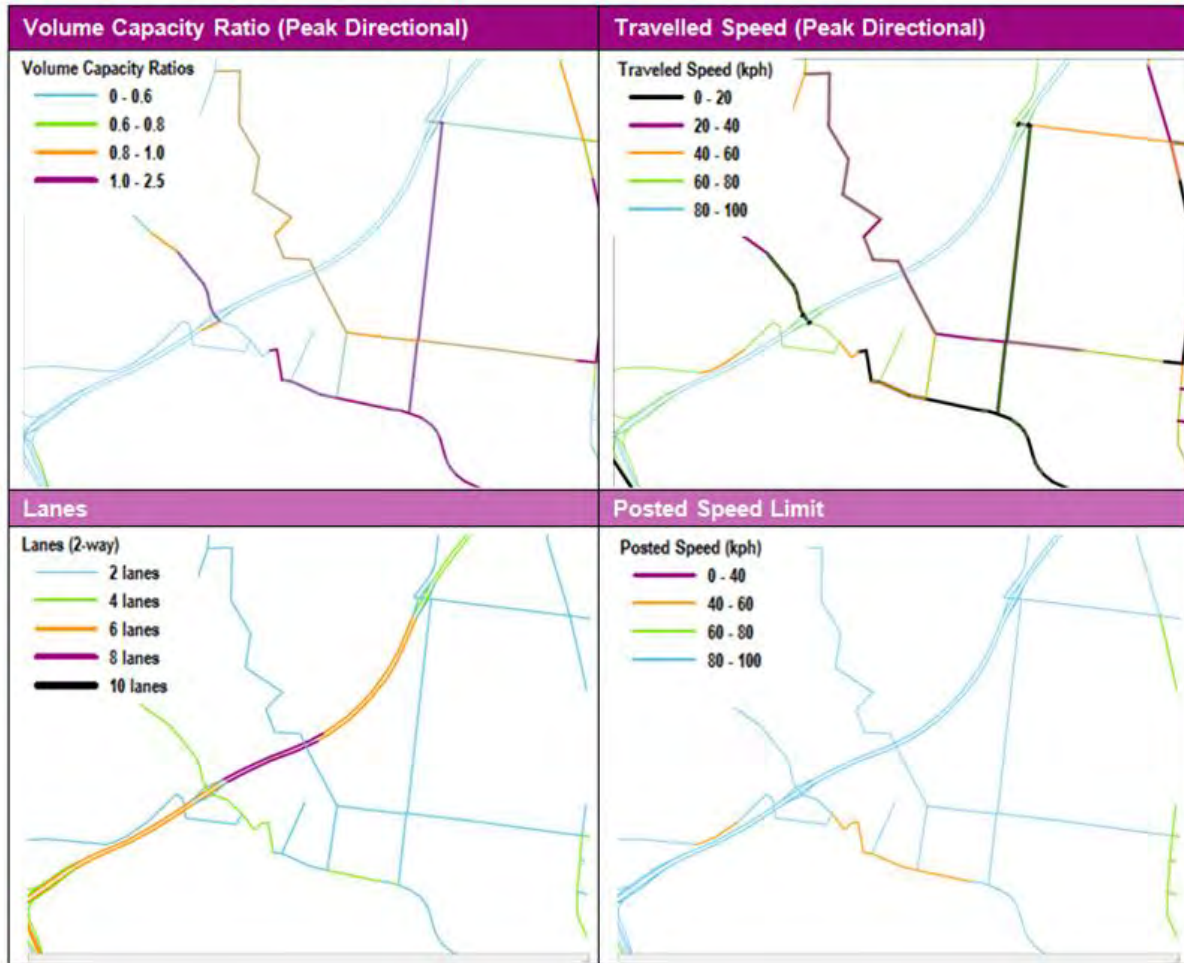 Volume Capacity Ratio (Peak Directional)
Volume Capacity Ratios
0 - 0.6
0.6 - 0.8
0.8 - 1.0
1.0 - 2.5
Travelled Speed (Peak Directional)
Traveled Speed (kph)
0 - 20
20 - 40
40 - 60
60 - 80
80 - 100
Lanes
Lanes (2-way)
2 lanes
4 lanes
6 lanes
8 lanes
10 lanes
Posted Speed Limit
Posted Speed (kph)
0 - 40
40 - 60
60 - 80
80 - 100